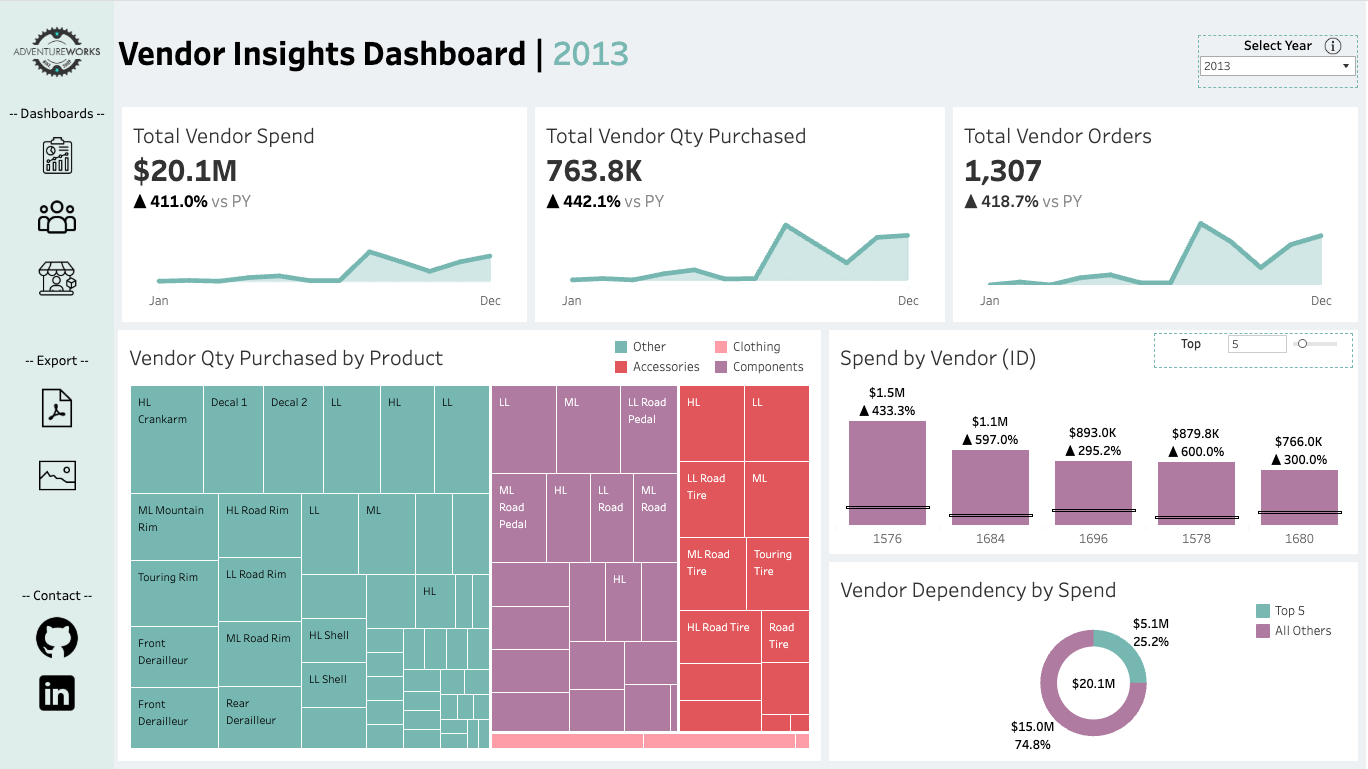 ADVENTUREWORKS
Vendor Insights Dashboard | 2013
Select Year
2013
-- Dashboards --
-- Export --
-- Contact --
Total Vendor Spend
$20.1M
▲ 411.0% vs PY
Jan
Dec
Total Vendor Qty Purchased
763.8K
▲ 442.1% vs PY
Jan
Dec
Total Vendor Orders
1,307
▲ 418.7% vs PY
Jan
Dec
Vendor Qty Purchased by Product
Other
Clothing
Accessories
Components
HL
Crankarm
Decal 1
Decal 2
LL
HL
LL
ML Mountain
Rim
HL Road Rim
LL
ML
Touring Rim
LL Road Rim
HL
Front
Derailleur
ML Road Rim
HL Shell
LL Shell
Front
Derailleur
Rear
Derailleur
LL
ML
LL Road
Pedal
ML
Road
Pedal
HL
LL
Road
ML
Road
HL
HL
LL
LL Road
Tire
ML
ML Road
Tire
Touring
Tire
HL Road Tire
Road
Tire
Spend by Vendor (ID)
Top
5
$1.5M
▲ 433.3%
1576
$1.1M
▲ 597.0%
1684
$893.0K
▲ 295.2%
1696
$879.8K
▲ 600.0%
1578
$766.0K
▲ 300.0%
1680
Vendor Dependency by Spend
Top 5
All Others
$5.1M
25.2%
$20.1M
$15.0M
74.8%
in